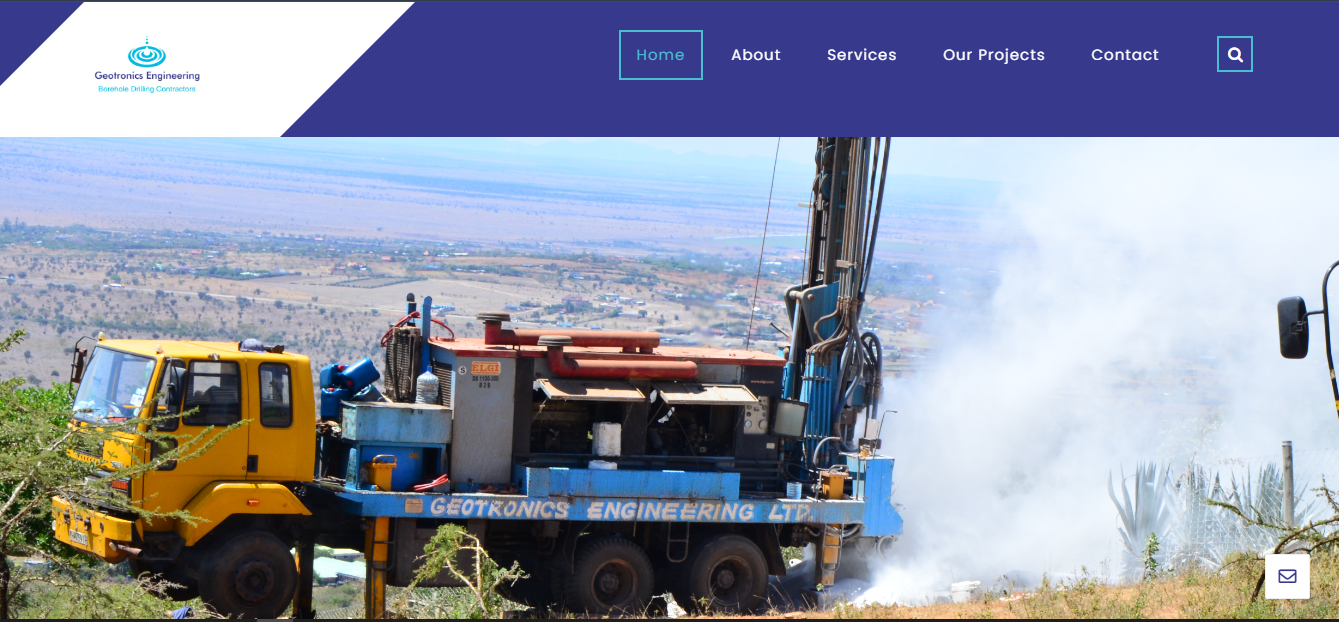 Geotronics Engineering
Borehole Drilling Contractors
Home
About
Services
Our Projects
Contact
ELGI
GEOTRONICS ENGINEERING LTD